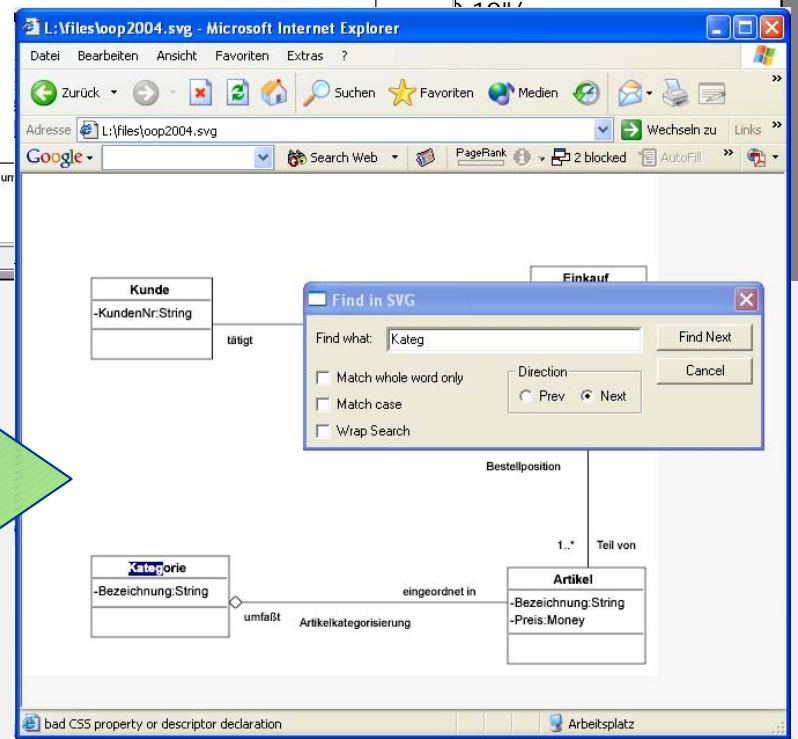 L:\files\oop2004.svg - Microsoft Internet Explorer
Datei Bearbeiten Ansicht Favoriten Extras ?
Zurück Suchen Favoriten Medien »
Adresse L:\files\oop2004.svg Wechseln zu Links »
Google Search Web PageRank 2 blocked AutoFill »
Einkauf
Kunde
-KundenNr:String
tätigt
Find in SVG
Find what: Kateg Find Next
Match whole word only Direction Cancel
Match case Prev Next
Wrap Search
Bestellposition
1..* Teil von
Kategorie
-Bezeichnung:String
umfaßt
Artikelkategorisierung
eingeordnet in
Artikel
-Bezeichnung:String
-Preis:Money
bad CSS property or descriptor declaration Arbeitsplatz